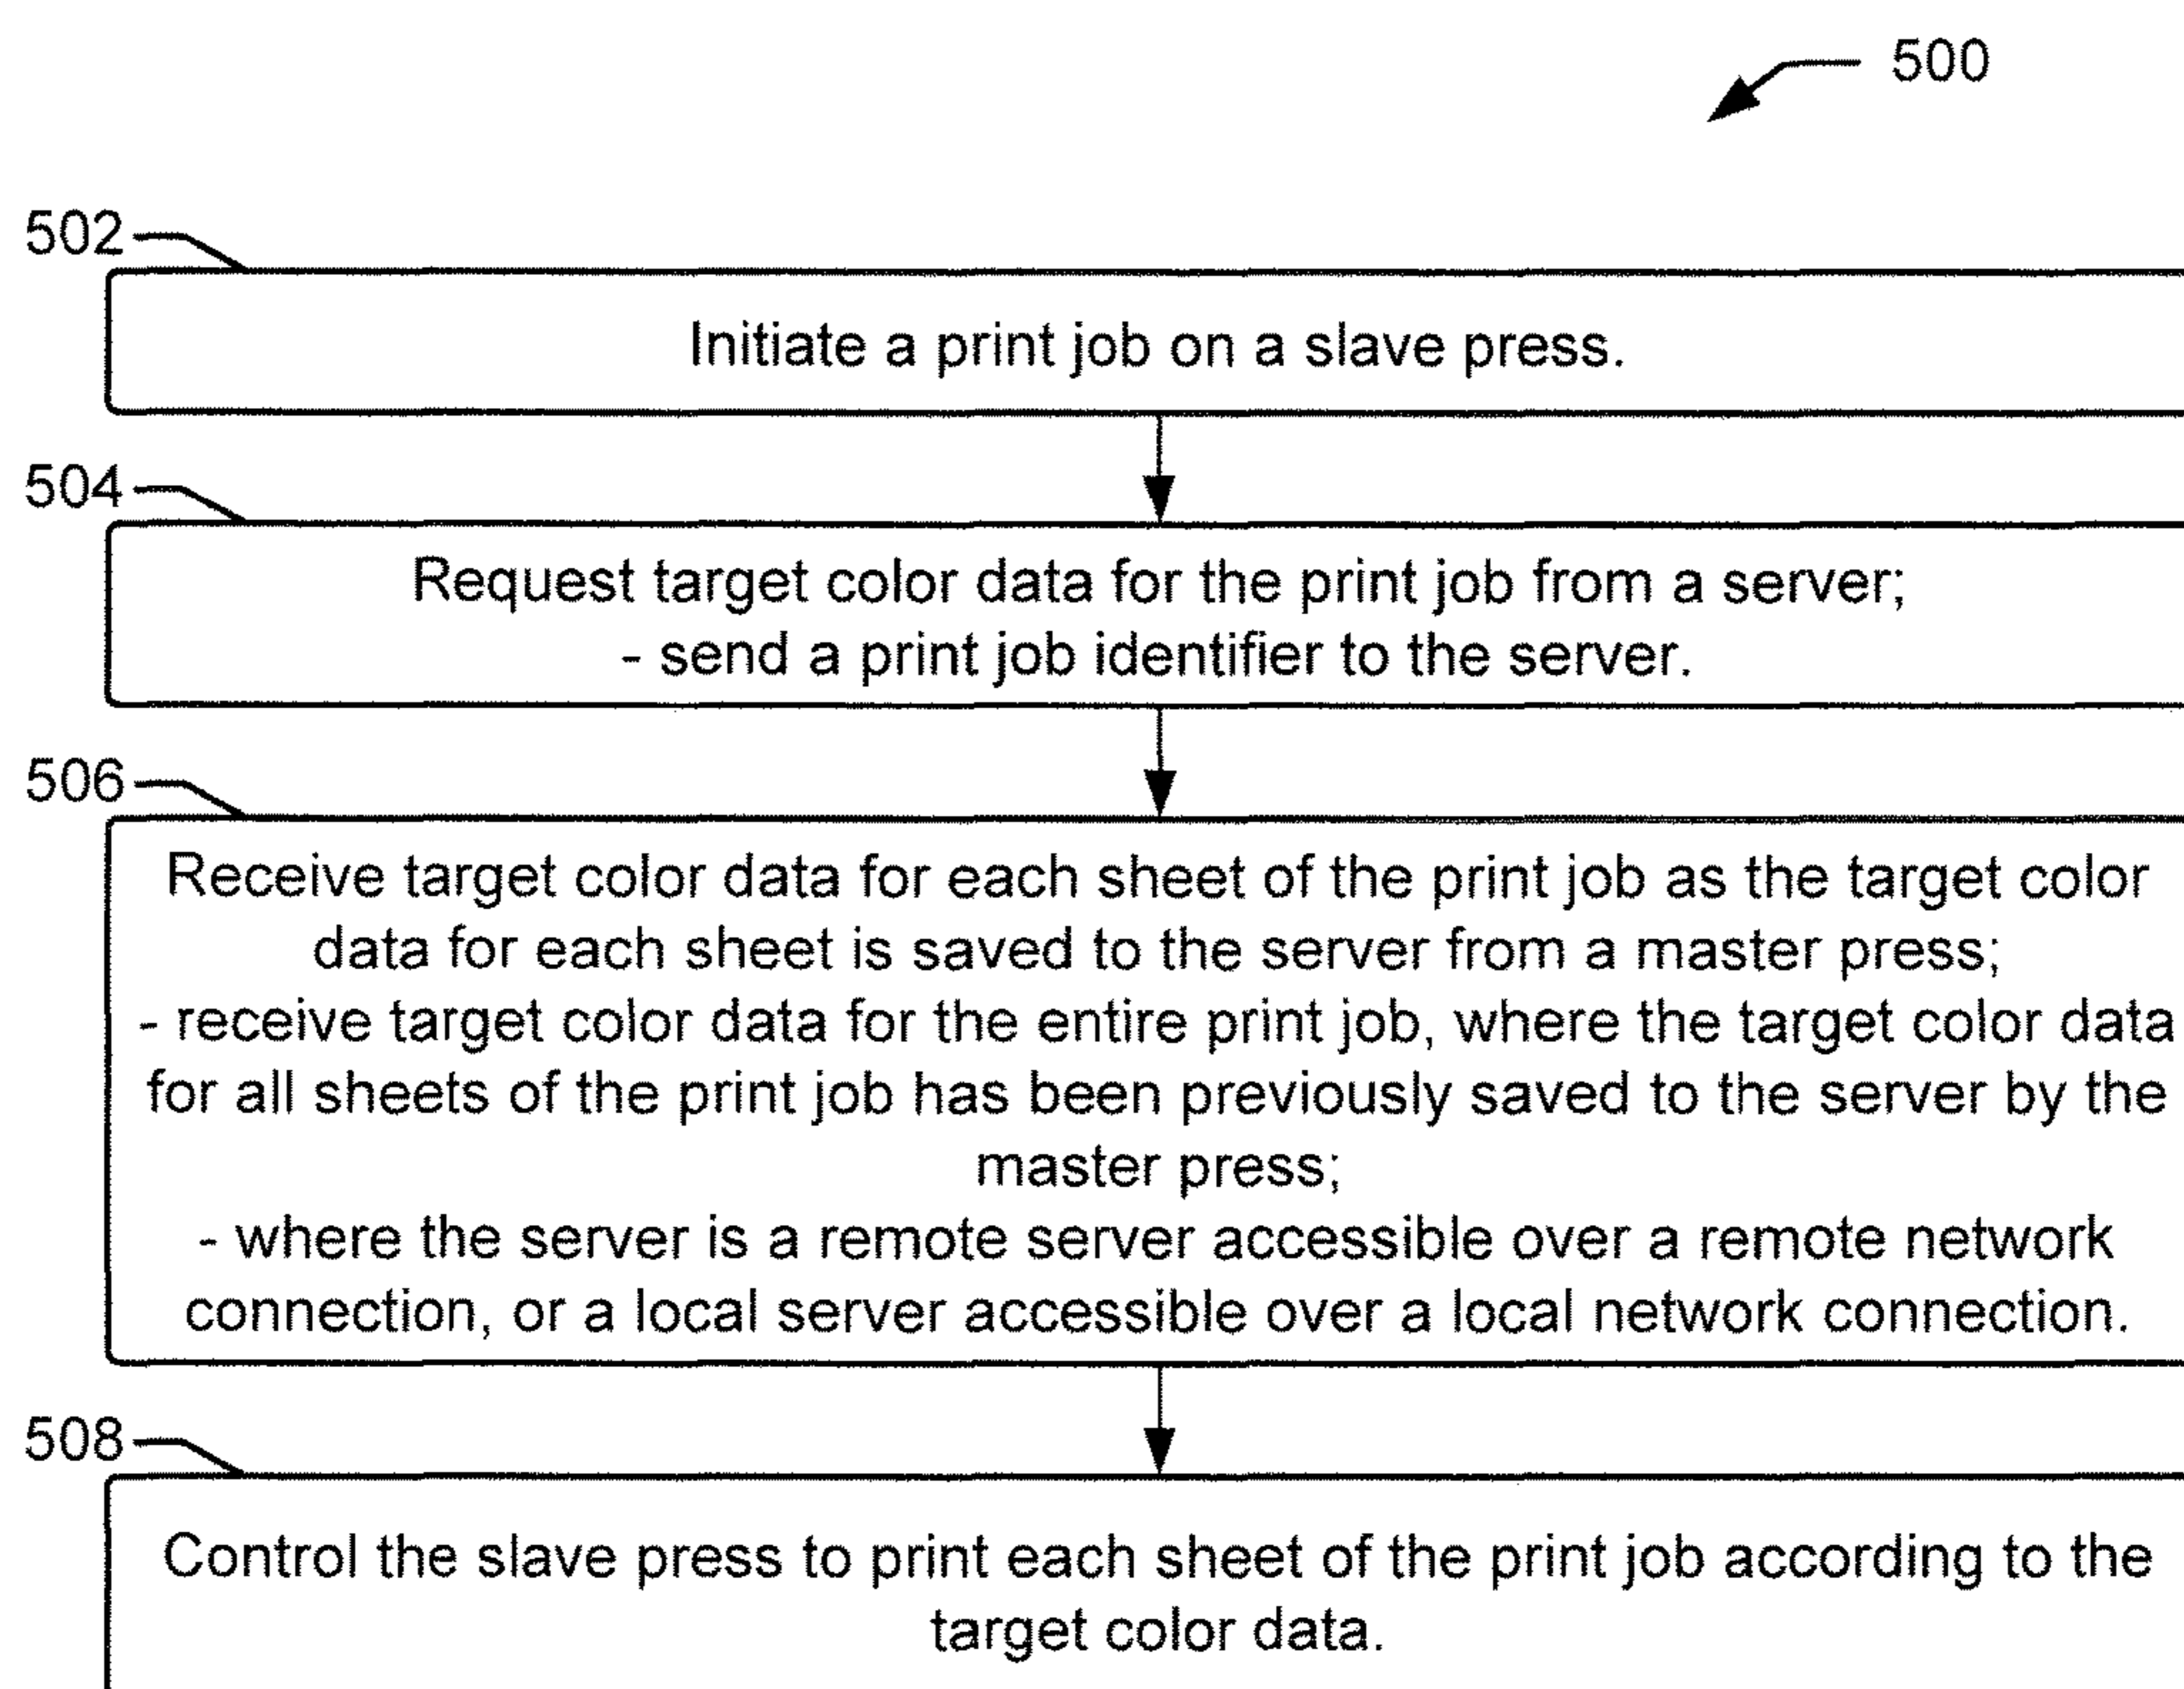 500
502
Initiate a print job on a slave press.
504
Request target color data for the print job from a server;
- send a print job identifier to the server.
506
Receive target color data for each sheet of the print job as the target color
data for each sheet is saved to the server from a master press;
- receive target color data for the entire print job, where the target color data
for all sheets of the print job has been previously saved to the server by the
master press;
- where the server is a remote server accessible over a remote network
connection, or a local server accessible over a local network connection.
508
Control the slave press to print each sheet of the print job according to the
target color data.